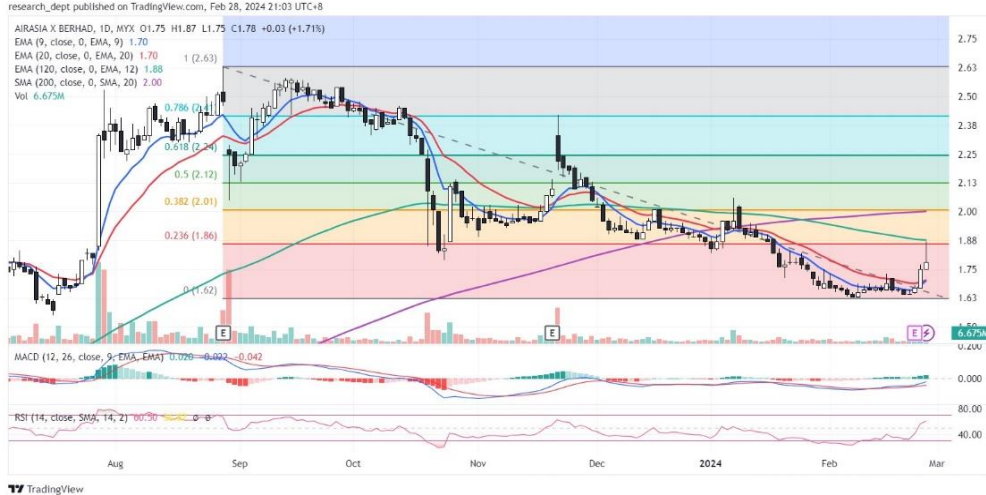 research_dept published on TradingView.com, Feb 28, 2024 21:03 UTC+8
AIRASIA X BERHAD, 1D, MYX O1.75 H1.87 L1.75 C1.78 +0.03 (+1.71%)
EMA (9, close, 0, EMA, 9) 1.70
EMA (20, close, 0, EMA, 20) 1.70
EMA (120, close, 0, EMA, 12) 1.88
SMA (200, close, 0, SMA, 20) 2.00
Vol 6.675M
1 (2.63)
0.786
0.618 (2.24)
0.5 (2.12)
0.382 (2.01)
0.236 (1.86)
0 (1.62)
2.75
2.63
2.50
2.38
2.25
2.13
2.00
1.88
1.75
1.63
6.675M
E
E
E
MACD (12, 26, close, 9, EMA, EMA) 0.020 -0.022 -0.042
0.200
0.000
RSI (14, close, SMA, 14, 2)
80.00
40.00
Aug
Sep
Oct
Nov
Dec
2024
Feb
Mar
TradingView